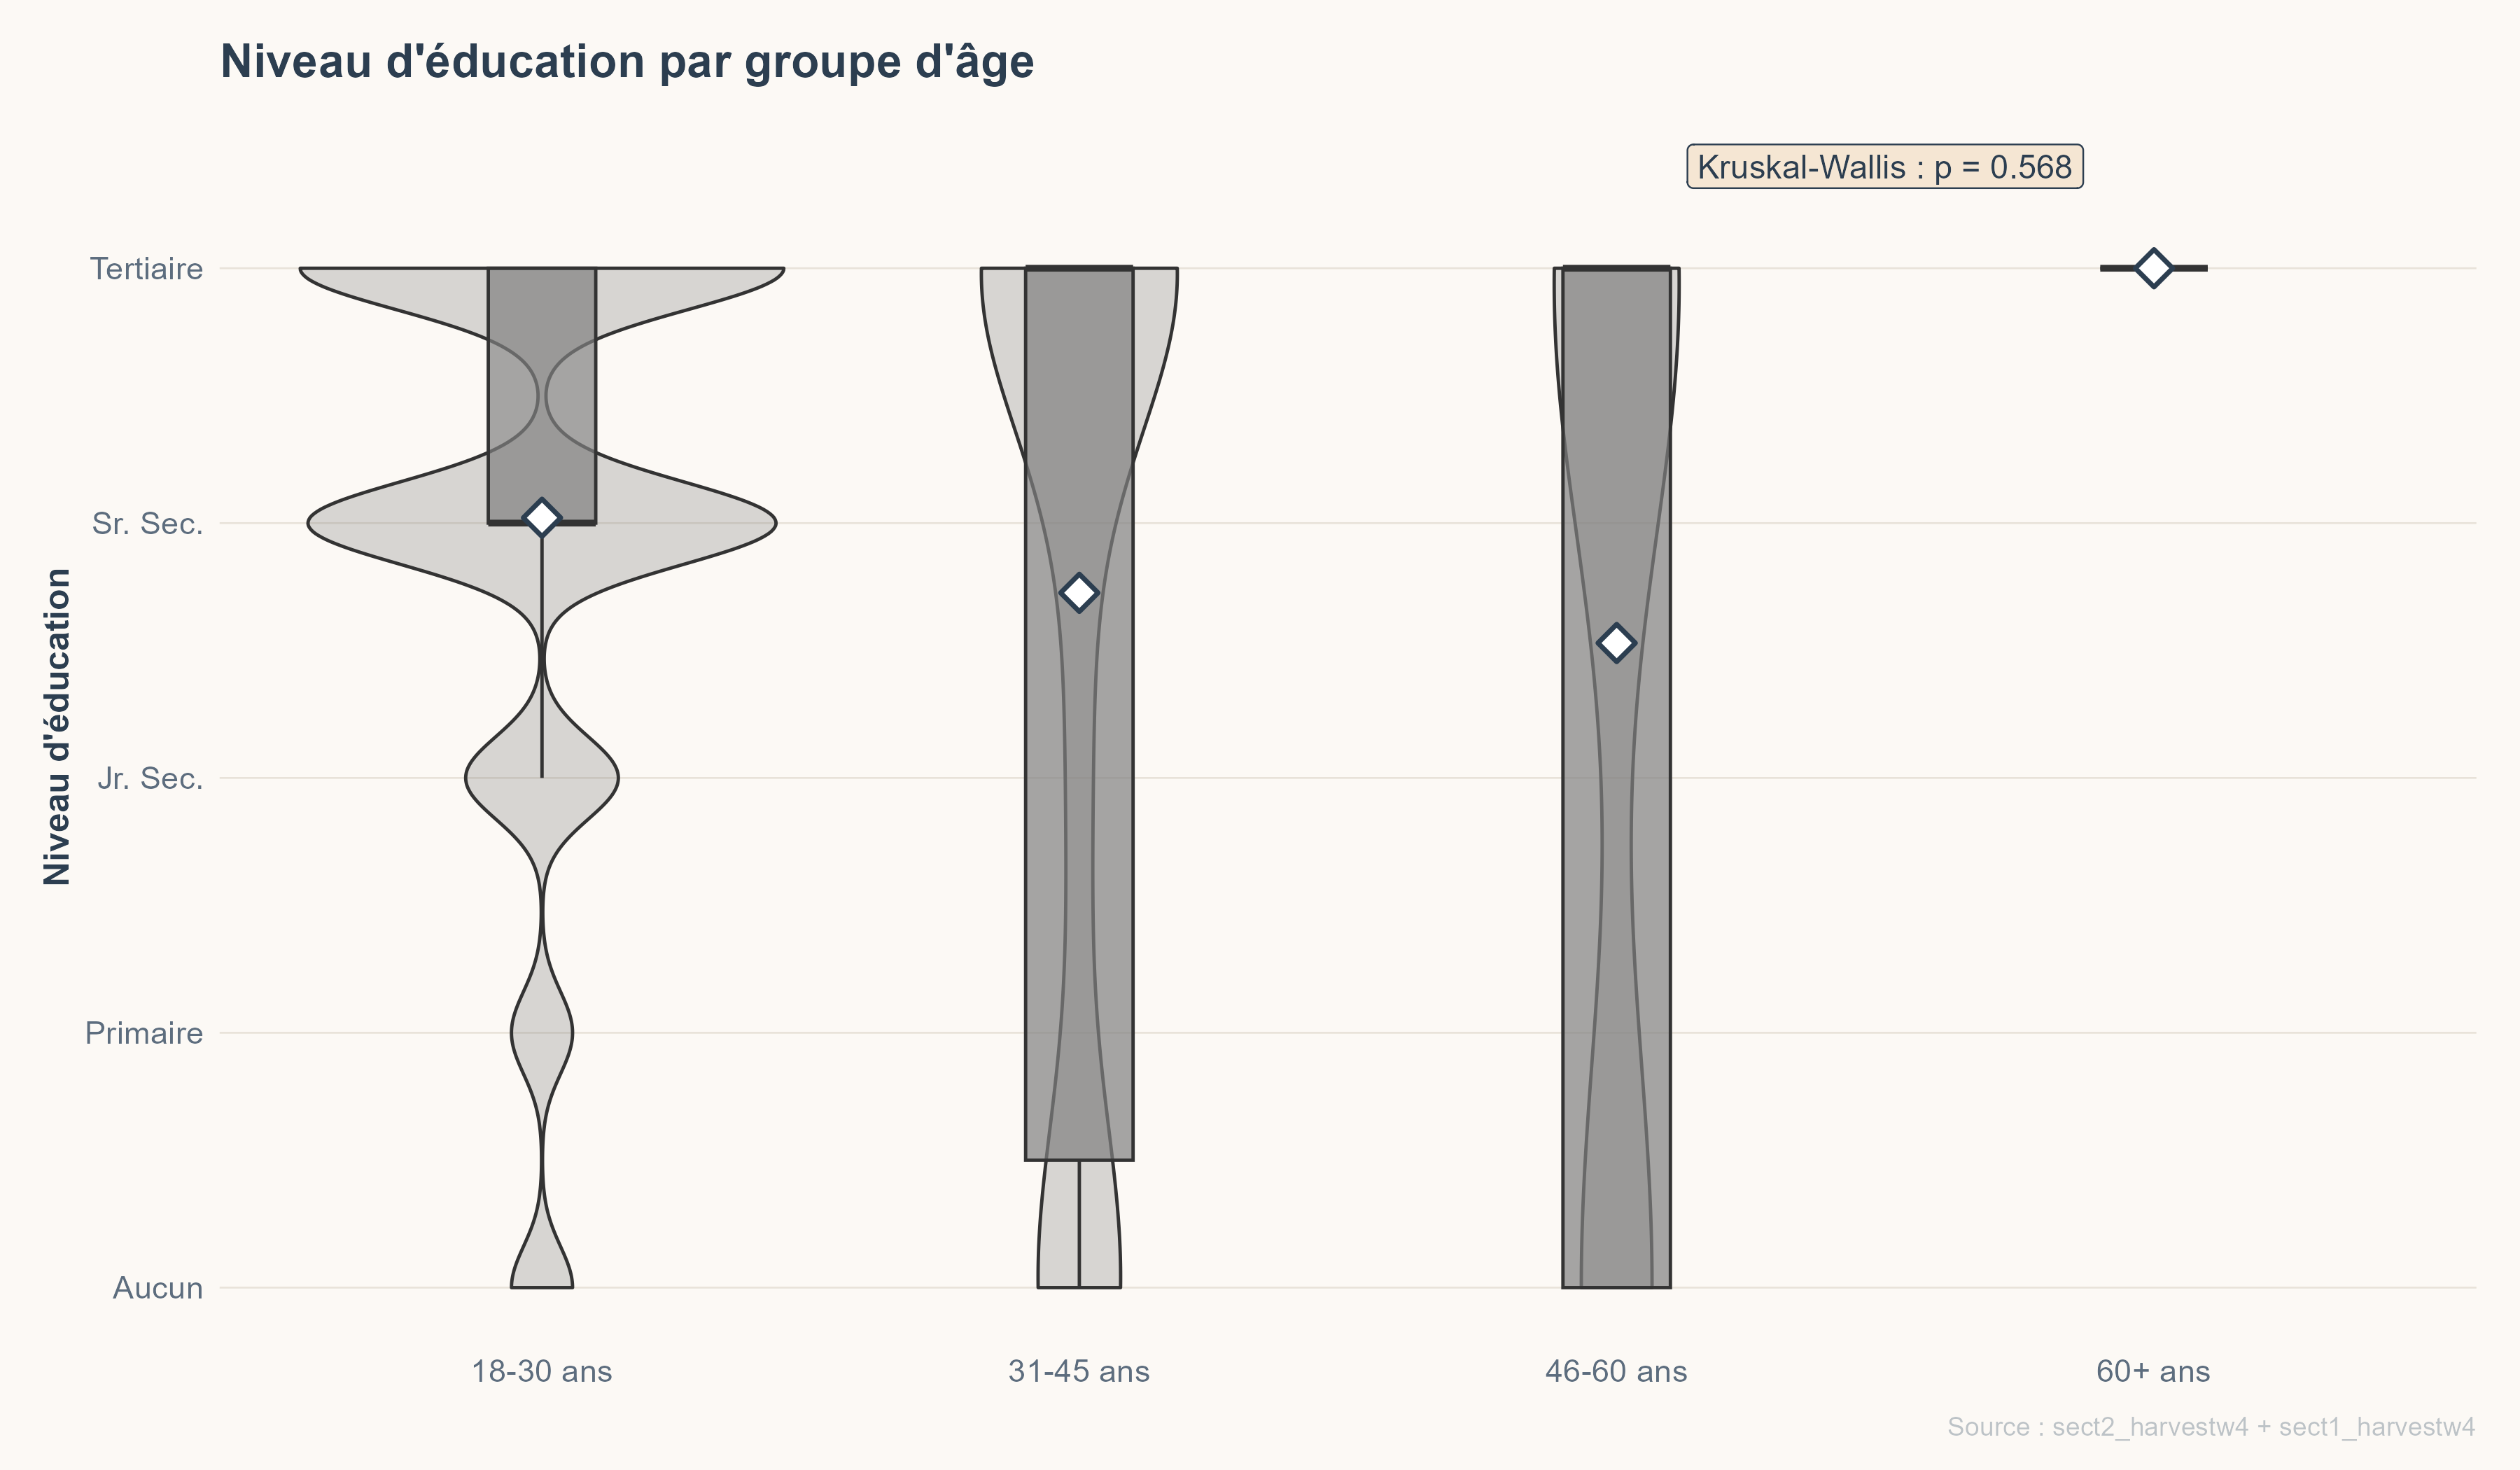 Niveau d'éducation par groupe d'âge
Kruskal-Wallis : p = 0.568
Niveau d'éducation
Tertiaire
Sr. Sec.
Jr. Sec.
Primaire
Aucun
18-30 ans
31-45 ans
46-60 ans
60+ ans
Source : sect2_harvestw4 + sect1_harvestw4